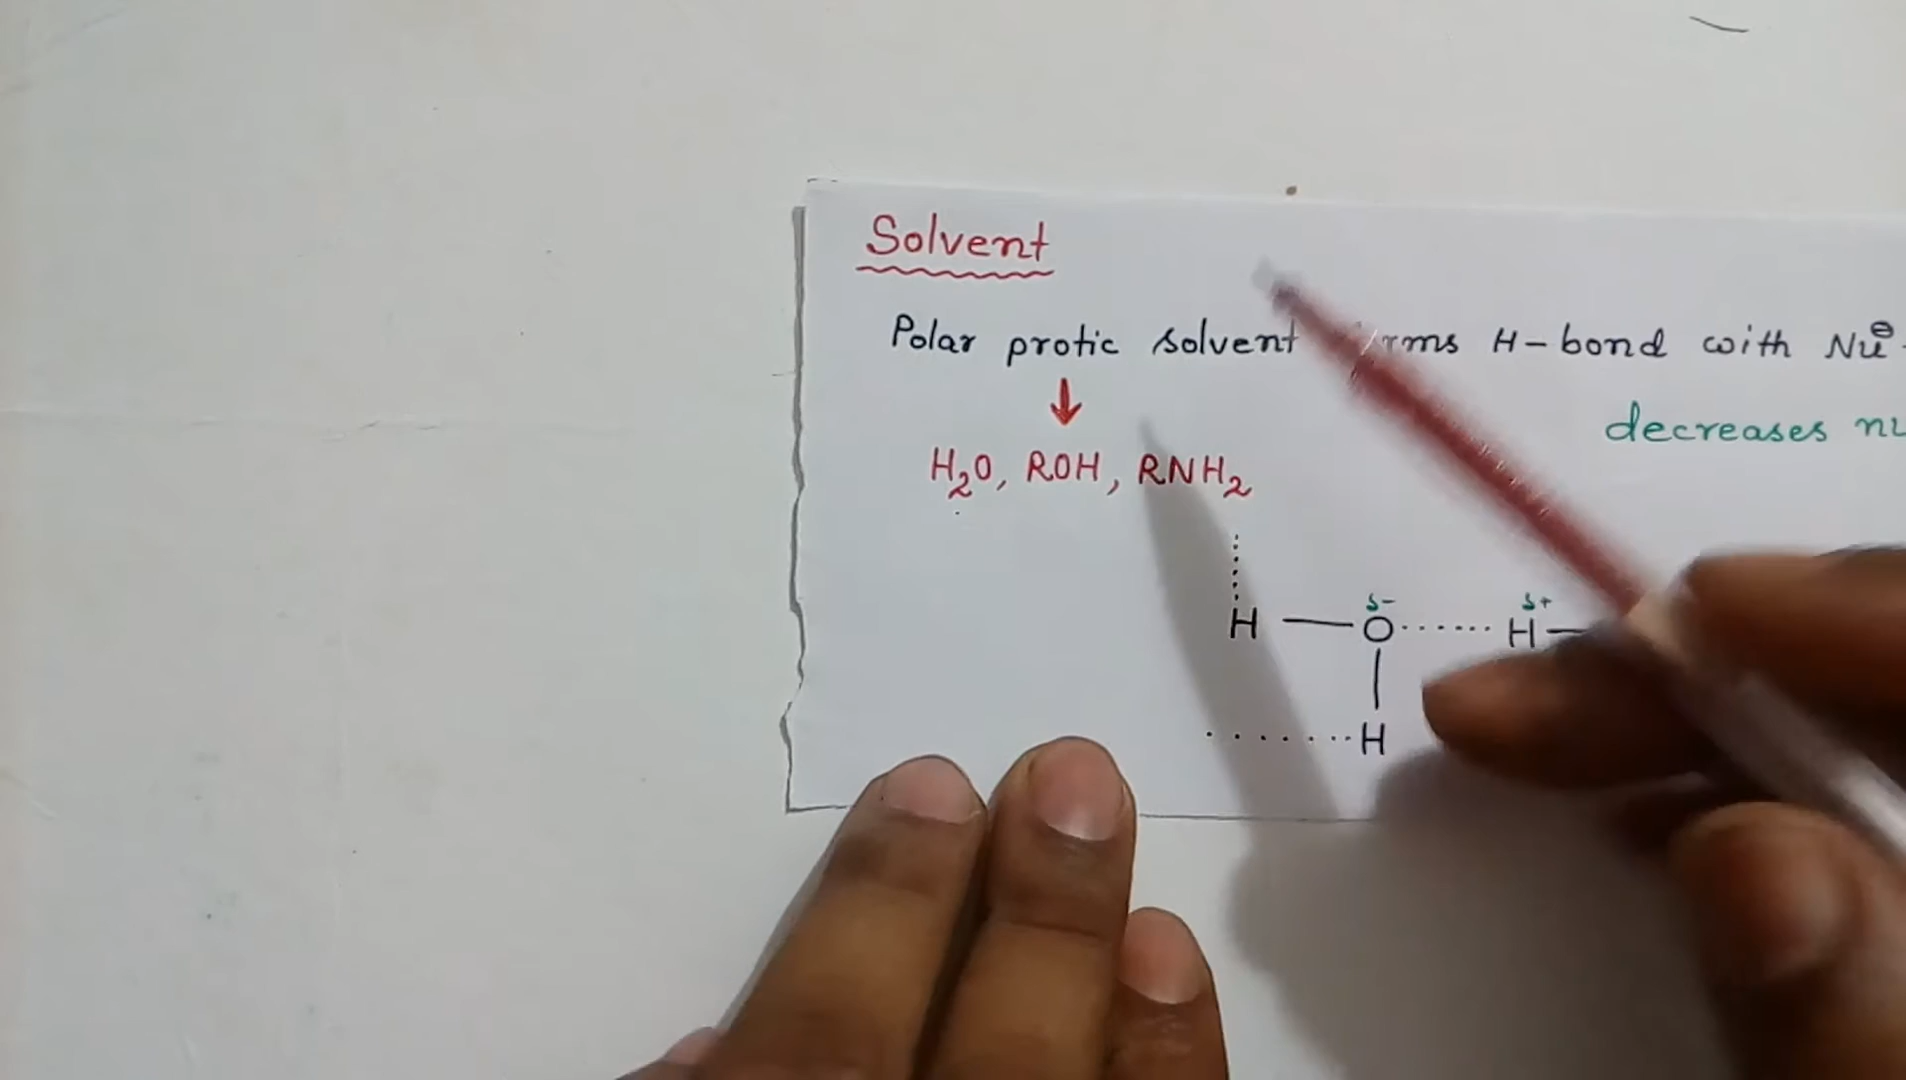 Solvent
Polar protic solvent H-bond with Nu⊖
decreases
H₂O, ROH, RNH₂
δ- δ+
H — O ...... H —
|
....... H